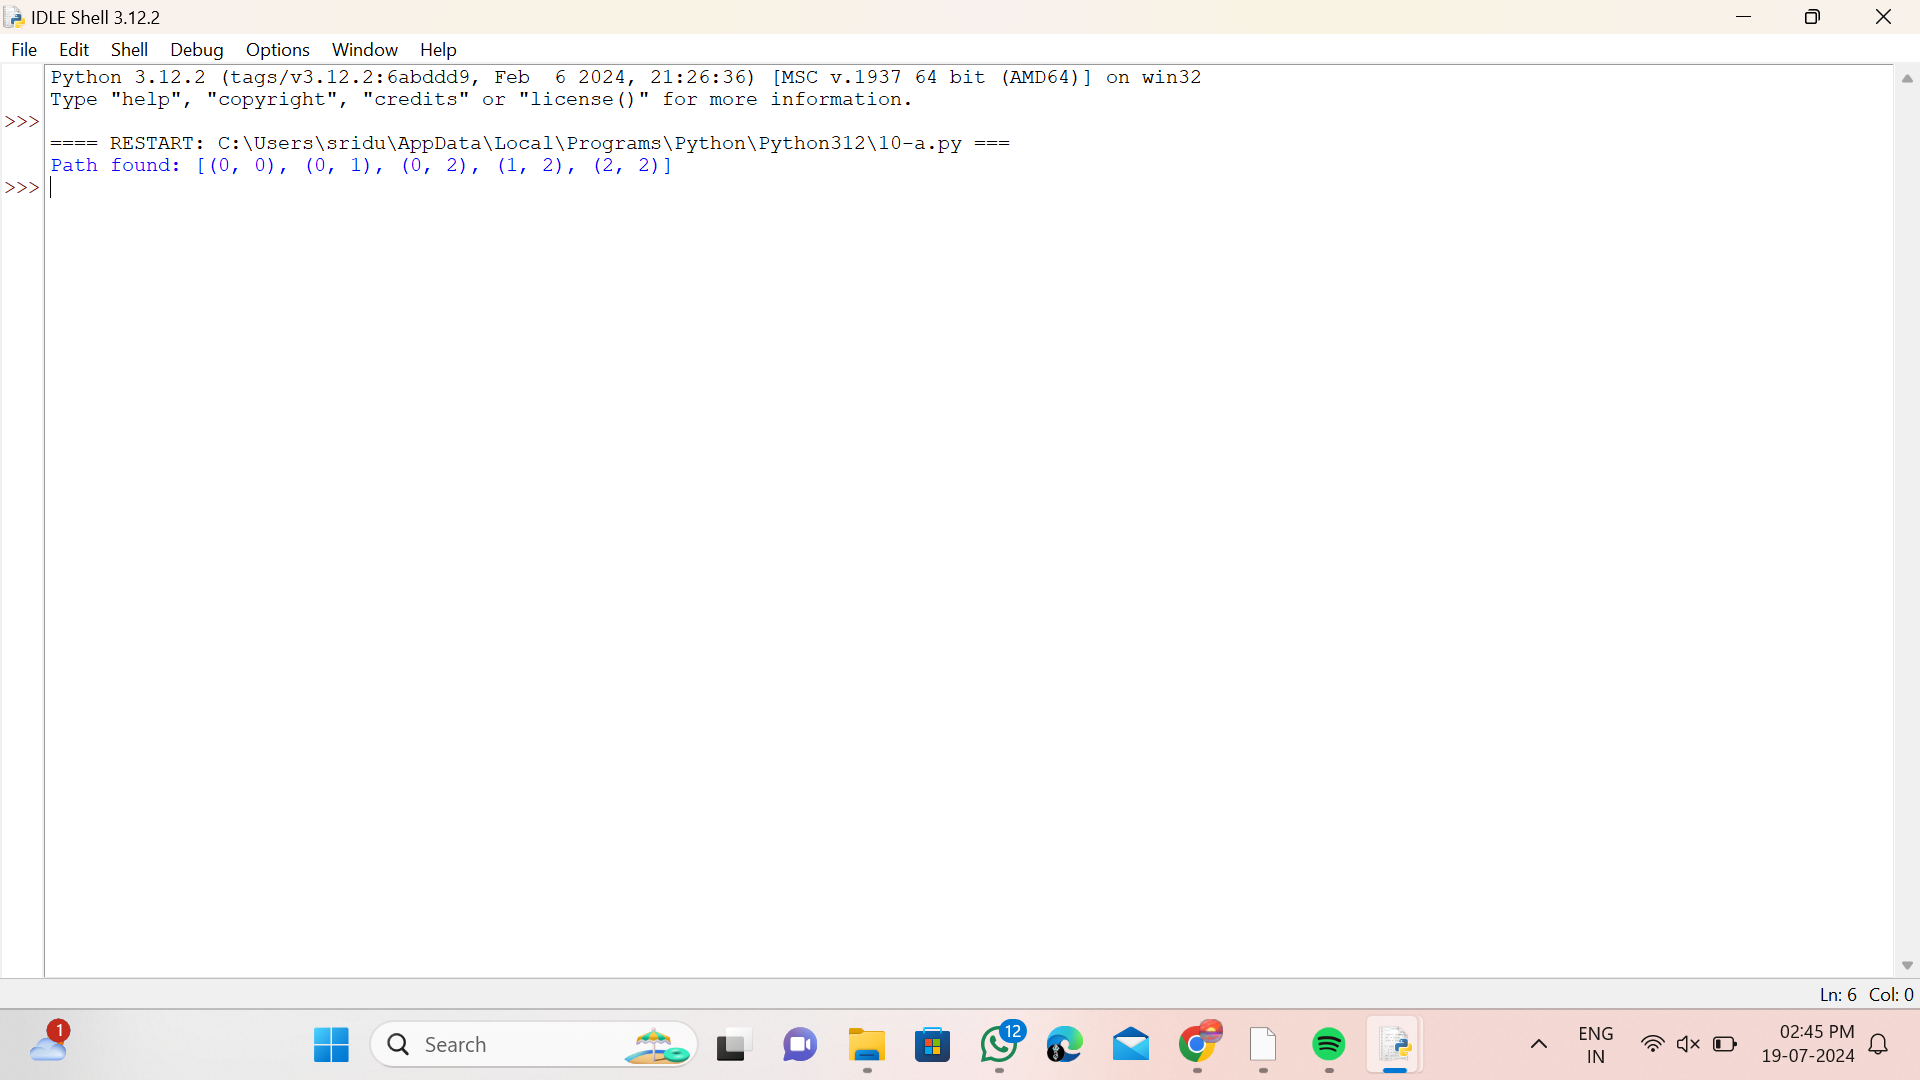 IDLE Shell 3.12.2
File Edit Shell Debug Options Window Help
Python 3.12.2 (tags/v3.12.2:6abddd9, Feb  6 2024, 21:26:36) [MSC v.1937 64 bit (AMD64)] on win32
Type "help", "copyright", "credits" or "license()" for more information.
>>>
==== RESTART: C:\Users\sridu\AppData\Local\Programs\Python\Python312\10-a.py ===
Path found: [(0, 0), (0, 1), (0, 2), (1, 2), (2, 2)]
>>>
Ln: 6 Col: 0
1
Search
12
ENG
IN
02:45 PM
19-07-2024